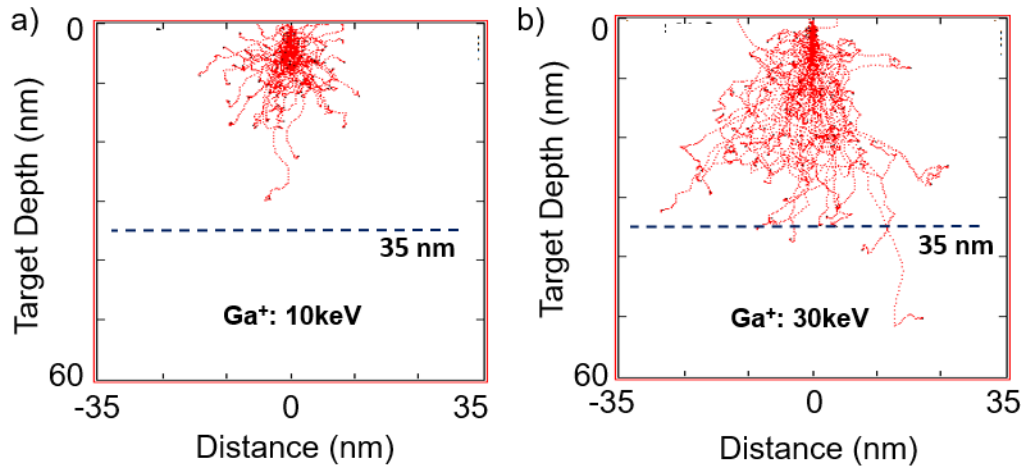 a)
0
Target Depth (nm)
35 nm
Ga⁺: 10keV
60
-35
0
35
Distance (nm)
b)
0
Target Depth (nm)
35 nm
Ga⁺: 30keV
60
-35
0
35
Distance (nm)